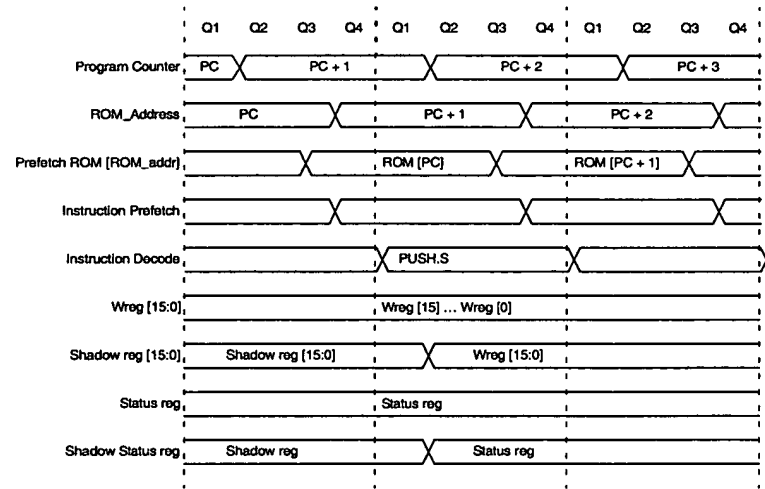 Q1 Q2 Q3 Q4 Q1 Q2 Q3 Q4 Q1 Q2 Q3 Q4
Program Counter PC PC + 1 PC + 2 PC + 3
ROM_Address PC PC + 1 PC + 2
Prefetch ROM [ROM_addr] ROM [PC} ROM [PC + 1]
Instruction Prefetch
Instruction Decode PUSH.S
Wreg [15:0] Wreg [15] ... Wreg [0]
Shadow reg [15:0] Shadow reg [15:0] Wreg [15:0]
Status reg Status reg
Shadow Status reg Shadow reg Status reg